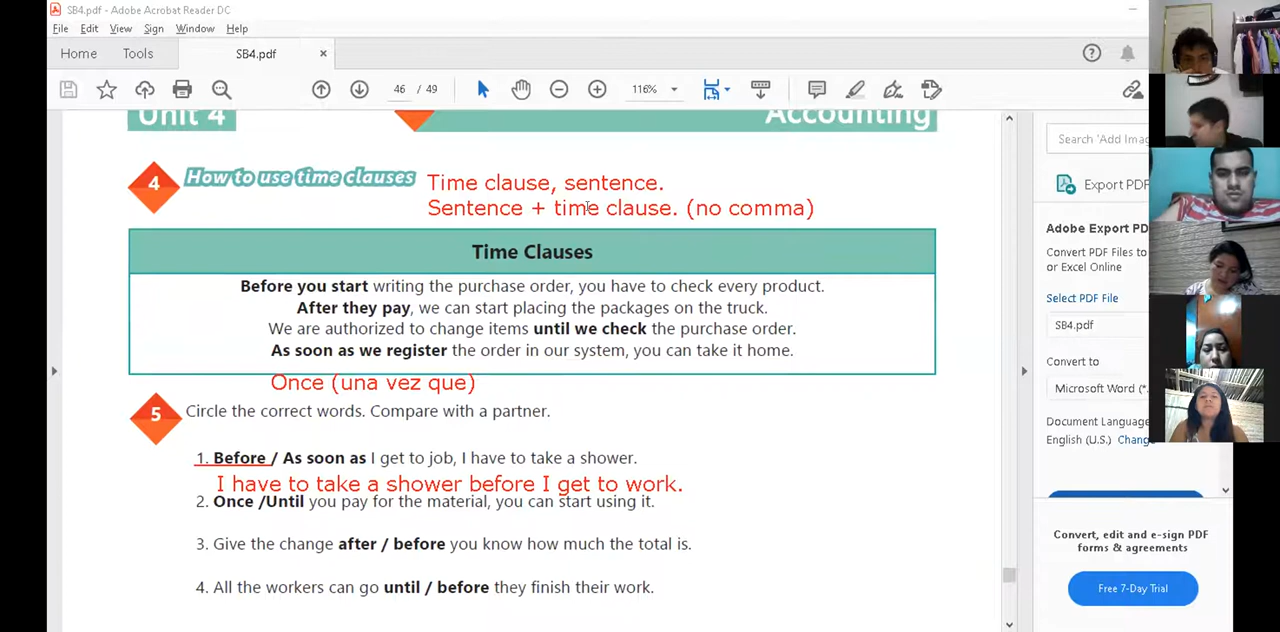 SB4.pdf - Adobe Acrobat Reader DC
File Edit View Sign Window Help
Home Tools SB4.pdf ×
46 / 49 116%
Unit 4 Accounting
4 How to use time clauses
Time clause, sentence.
Sentence + time clause. (no comma)
Time Clauses
Before you start writing the purchase order, you have to check every product.
After they pay, we can start placing the packages on the truck.
We are authorized to change items until we check the purchase order.
As soon as we register the order in our system, you can take it home.
Once (una vez que)
5 Circle the correct words. Compare with a partner.
1. Before / As soon as I get to job, I have to take a shower.
I have to take a shower before I get to work.
2. Once /Until you pay for the material, you can start using it.
3. Give the change after / before you know how much the total is.
4. All the workers can go until / before they finish their work.
Search 'Add Imag
Export PDF
Adobe Export PD
Convert PDF Files to
or Excel Online
Select PDF File
SB4.pdf
Convert to
Microsoft Word (*.
Document Language
English (U.S.) Change
Convert, edit and e-sign PDF
forms & agreements
Free 7-Day Trial